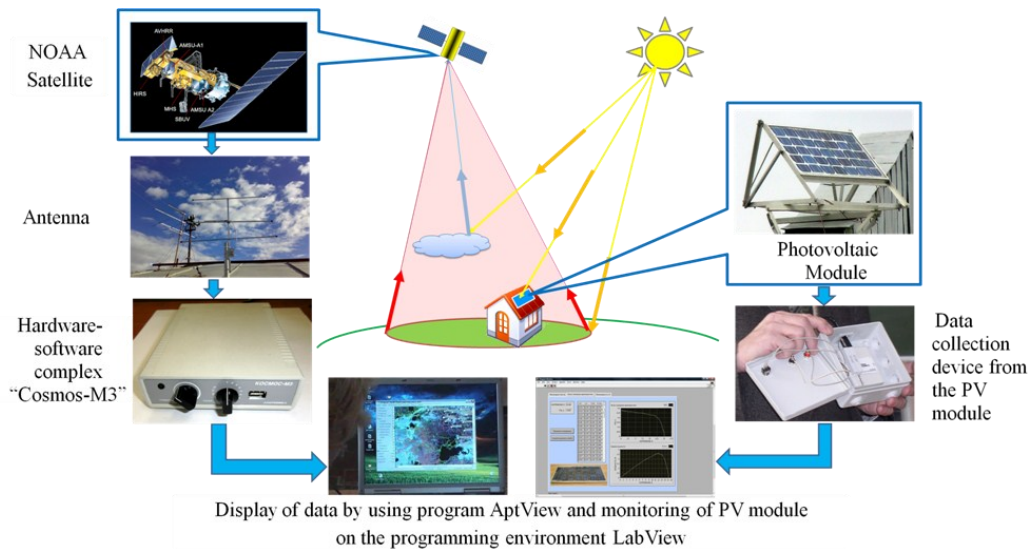 NOAA
Satellite
AVHRR
AMSU-A1
HIRS
MHS
AMSU-A2
SBUV
Antenna
Hardware-
software
complex
“Cosmos-M3”
Photovoltaic
Module
Data
collection
device from
the PV
module
Display of data by using program AptView and monitoring of PV module
on the programming environment LabView